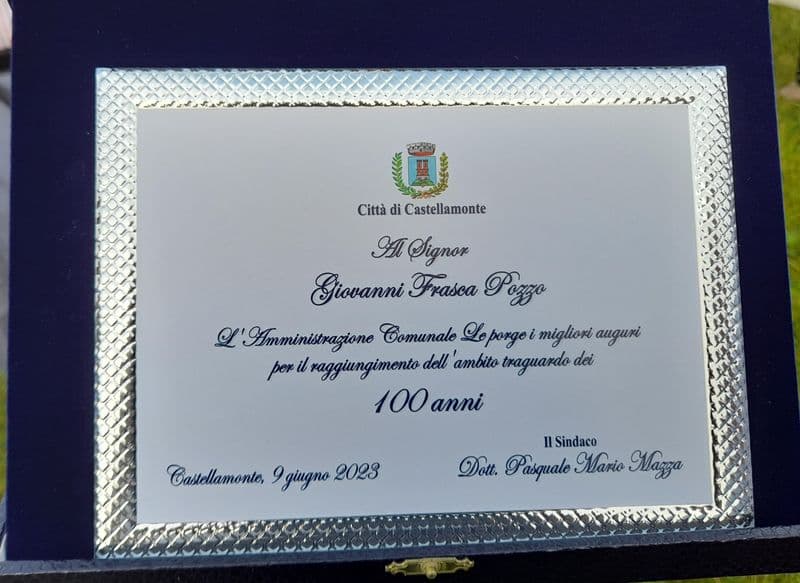 Città di Castellamonte
Al Signor
Giovanni Frasca Pozzo
L'Amministrazione Comunale Le porge i migliori auguri
per il raggiungimento dell'ambito traguardo dei
100 anni
Il Sindaco
Castellamonte, 9 giugno 2023
Dott. Pasquale Mario Mazza